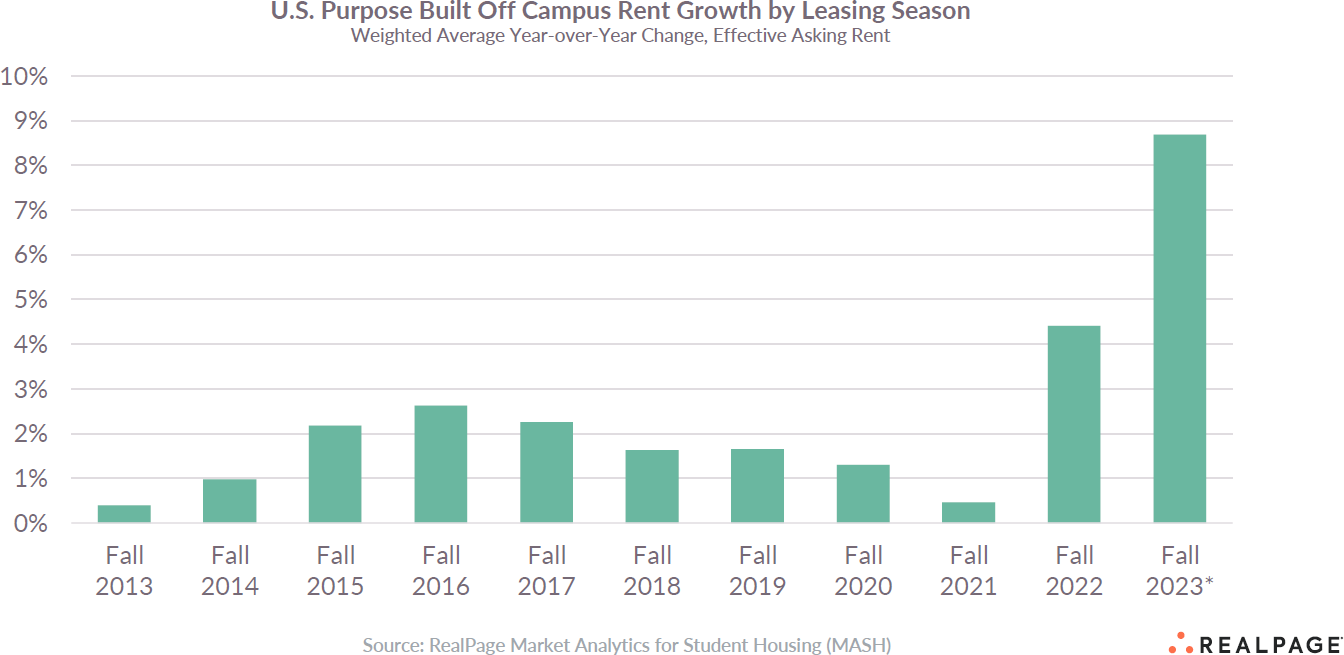 U.S. Purpose Built Off Campus Rent Growth by Leasing Season
Weighted Average Year-over-Year Change, Effective Asking Rent
10%
9%
8%
7%
6%
5%
4%
3%
2%
1%
0%
Fall 2013
Fall 2014
Fall 2015
Fall 2016
Fall 2017
Fall 2018
Fall 2019
Fall 2020
Fall 2021
Fall 2022
Fall 2023*
Source: RealPage Market Analytics for Student Housing (MASH)
REALPAGE